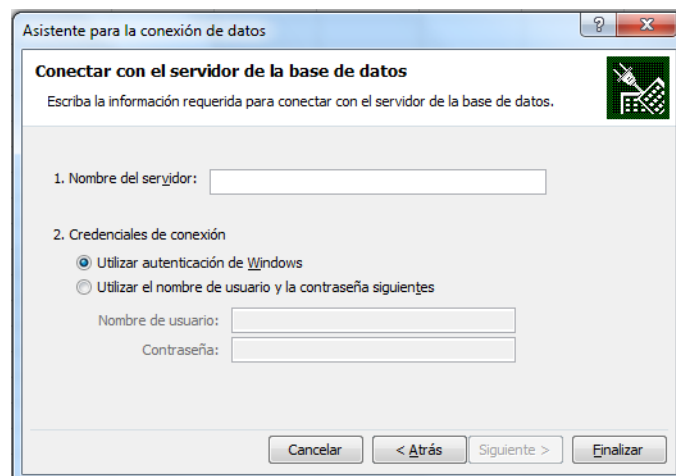 Asistente para la conexión de datos
?
Conectar con el servidor de la base de datos
Escriba la información requerida para conectar con el servidor de la base de datos.
1. Nombre del servidor:
2. Credenciales de conexión
Utilizar autenticación de Windows
Utilizar el nombre de usuario y la contraseña siguientes
Nombre de usuario:
Contraseña:
Cancelar < Atrás Siguiente > Finalizar